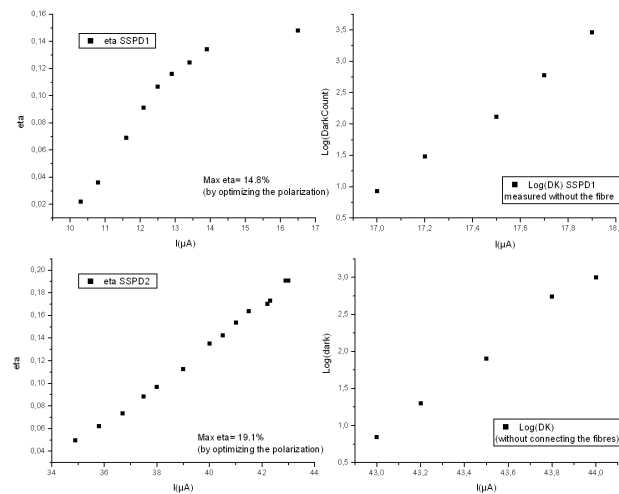 0,16
0,14
0,12
0,10
0,08
0,06
0,04
0,02
eta
eta SSPD1
Max eta= 14.8%
(by optimizing the polarization)
10 11 12 13 14 15 16 17
I(µA)
3,5
3,0
2,5
2,0
1,5
1,0
0,5
Log(DarkCount)
Log(DK) SSPD1
measured without the fibre
17,0 17,2 17,4 17,6 17,8 18,
I(µA)
0,20
0,18
0,16
0,14
0,12
0,10
0,08
0,06
0,04
eta
eta SSPD2
Max eta= 19.1%
(by optimizing the polarization)
34 36 38 40 42 44
I(µA)
3,0
2,5
2,0
1,5
1,0
0,5
Log(dark)
Log(DK)
(without connecting the fibres)
43,0 43,2 43,4 43,6 43,8 44,0
I(µA)